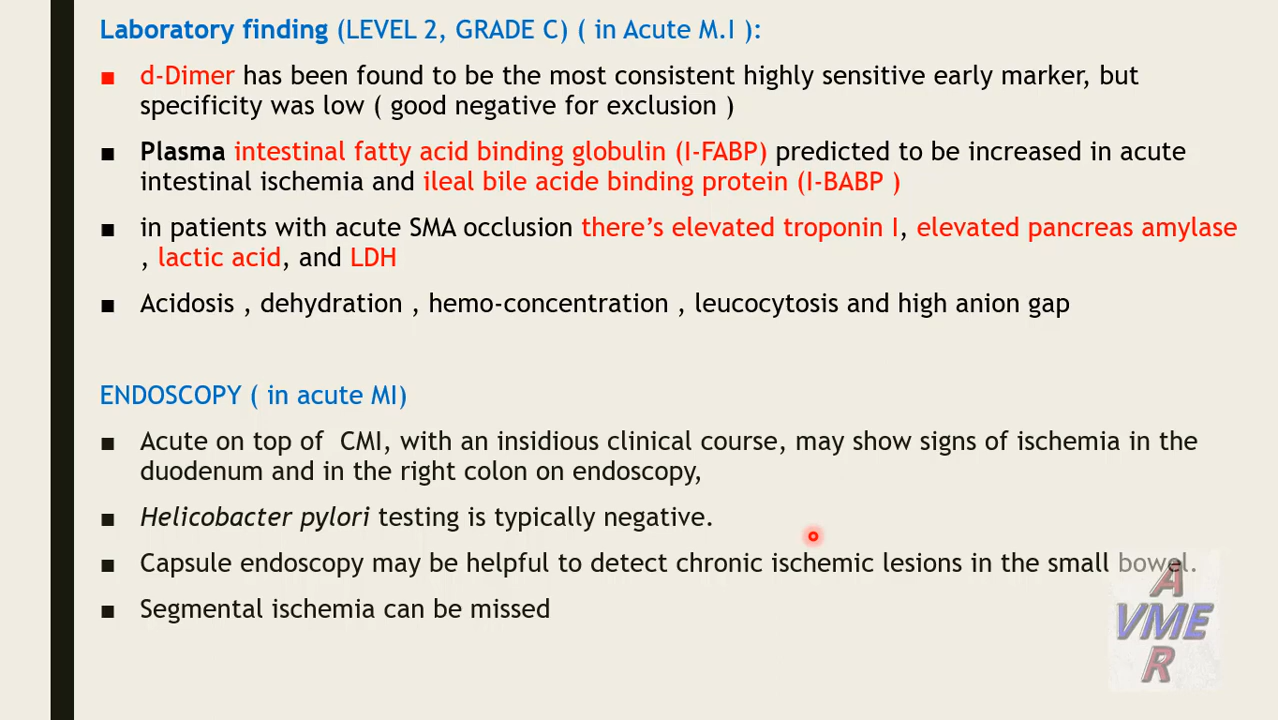 Laboratory finding (LEVEL 2, GRADE C) ( in Acute M.I ):
■ d-Dimer has been found to be the most consistent highly sensitive early marker, but
specificity was low ( good negative for exclusion )
■ Plasma intestinal fatty acid binding globulin (I-FABP) predicted to be increased in acute
intestinal ischemia and ileal bile acide binding protein (I-BABP )
■ in patients with acute SMA occlusion there’s elevated troponin I, elevated pancreas amylase
, lactic acid, and LDH
■ Acidosis , dehydration , hemo-concentration , leucocytosis and high anion gap
ENDOSCOPY ( in acute MI)
■ Acute on top of CMI, with an insidious clinical course, may show signs of ischemia in the
duodenum and in the right colon on endoscopy,
■ Helicobacter pylori testing is typically negative.
■ Capsule endoscopy may be helpful to detect chronic ischemic lesions in the small bowel.
■ Segmental ischemia can be missed
A
VME
R